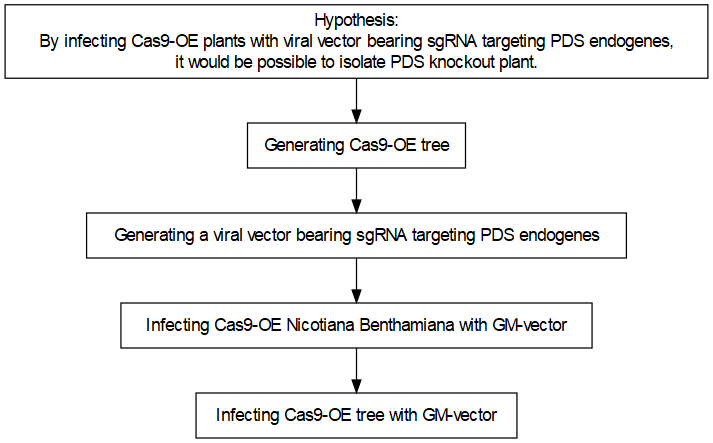 Hypothesis:
By infecting Cas9-OE plants with viral vector bearing sgRNA targeting PDS endogenes,
it would be possible to isolate PDS knockout plant.
Generating Cas9-OE tree
Generating a viral vector bearing sgRNA targeting PDS endogenes
Infecting Cas9-OE Nicotiana Benthamiana with GM-vector
Infecting Cas9-OE tree with GM-vector